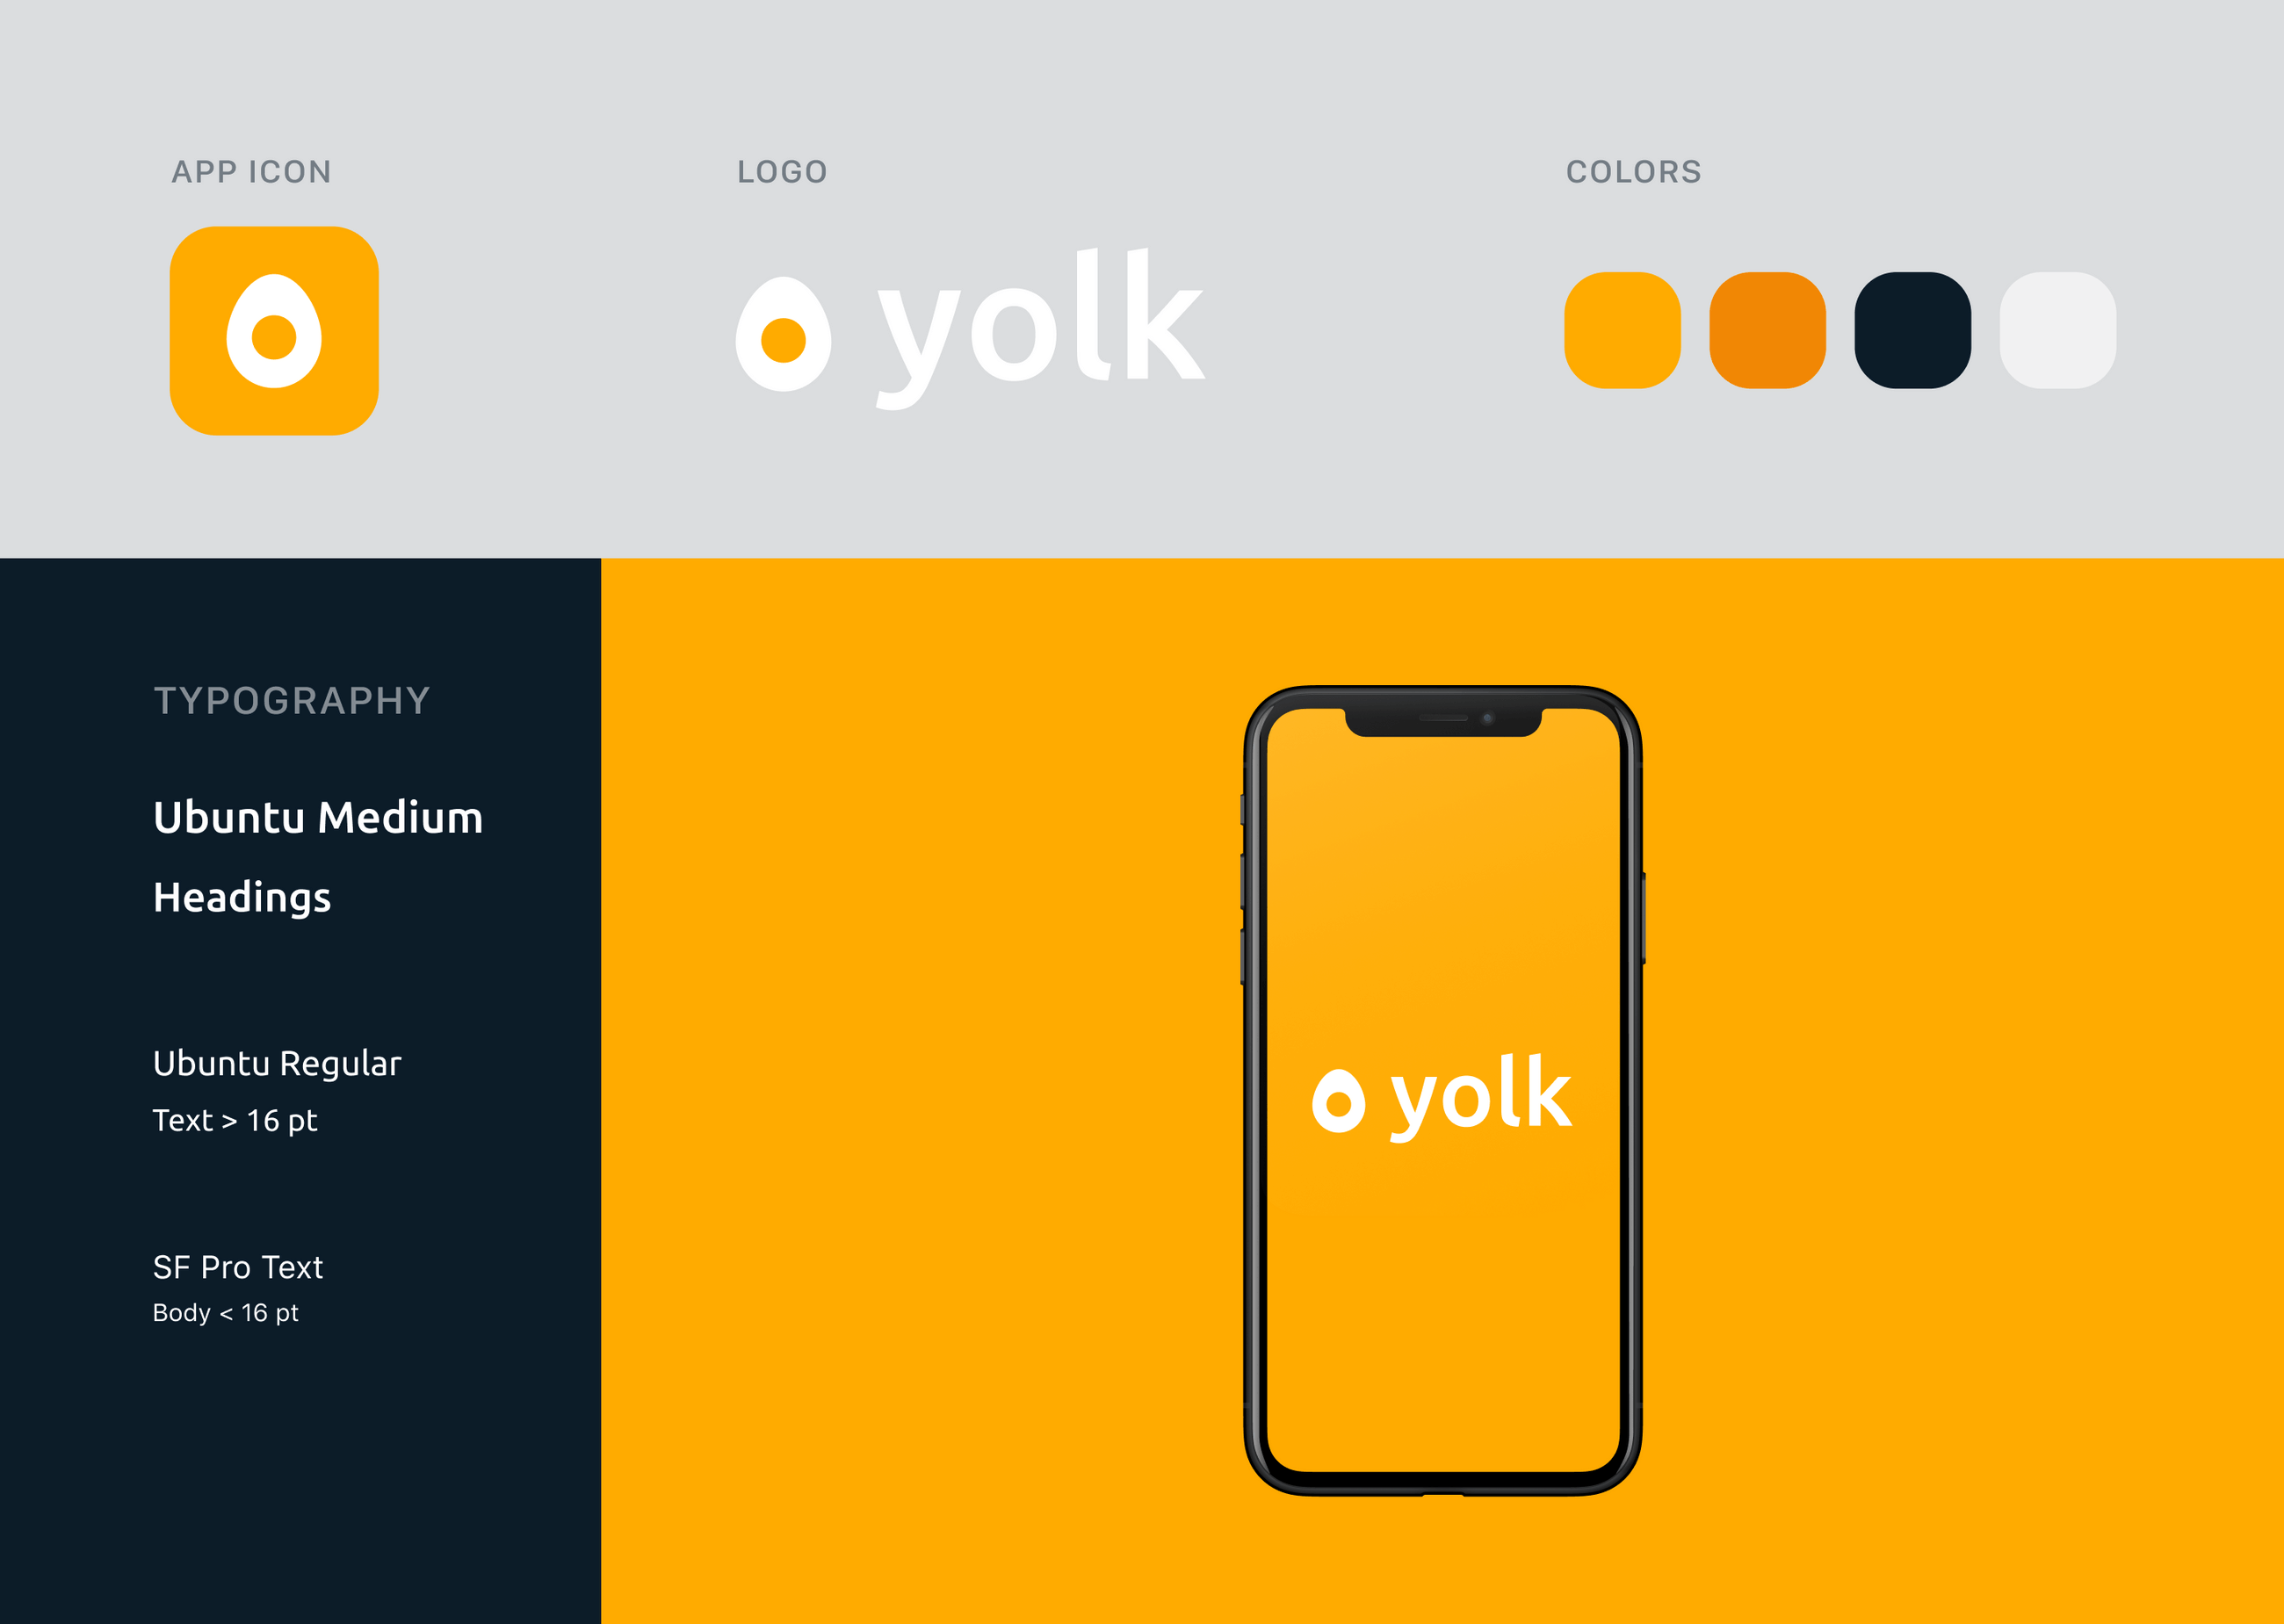 APP ICON
LOGO
COLORS
yolk
TYPOGRAPHY
Ubuntu Medium
Headings
Ubuntu Regular
Text > 16 pt
SF Pro Text
Body < 16 pt
yolk